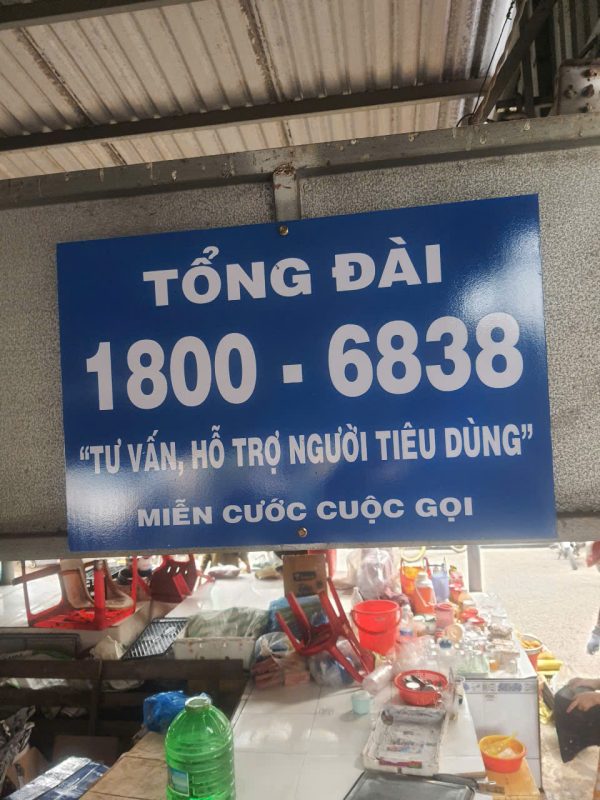 TỔNG ĐÀI
1800 - 6838
"TƯ VẤN, HỖ TRỢ NGƯỜI TIÊU DÙNG"
MIỄN CƯỚC CUỘC GỌI